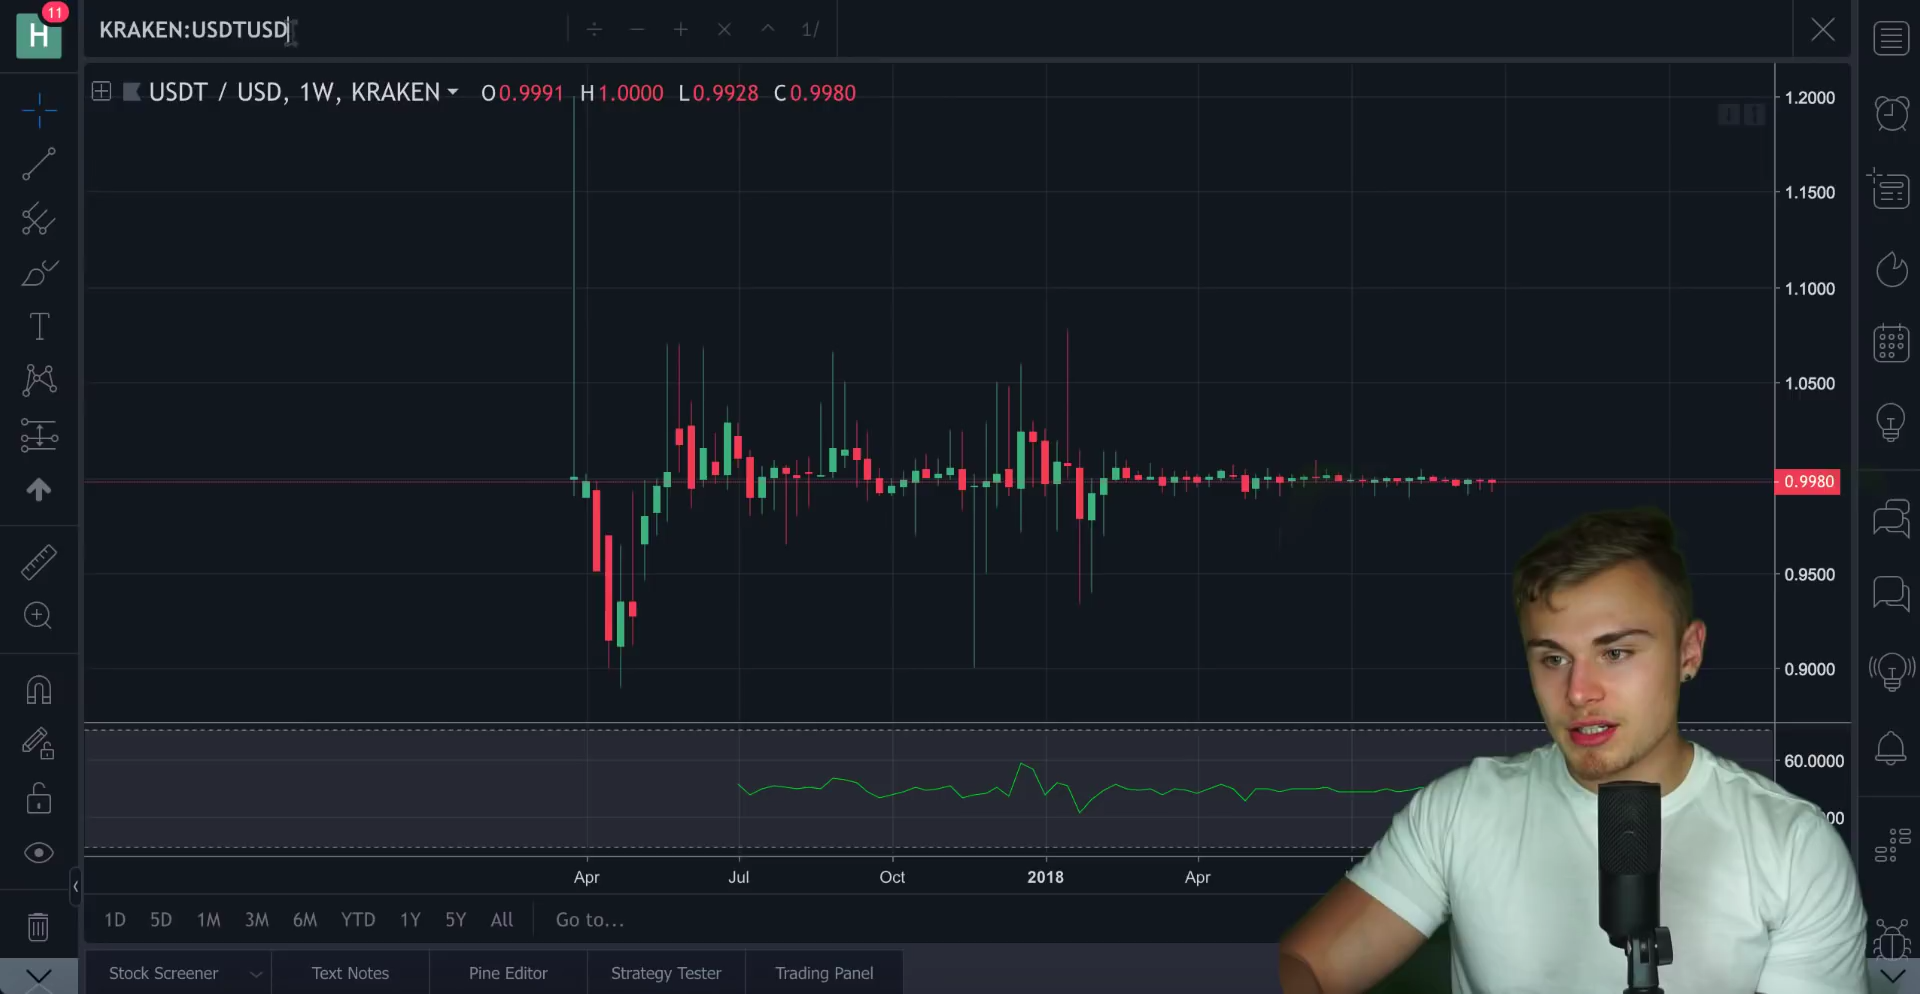 11
H
KRAKEN:USDTUSD
÷ − + × ^ 1/
USDT / USD, 1W, KRAKEN O0.9991 H1.0000 L0.9928 C0.9980
1.2000
1.1500
1.1000
1.0500
0.9980
0.9500
0.9000
60.0000
00
Apr Jul Oct 2018 Apr
1D 5D 1M 3M 6M YTD 1Y 5Y All Go to...
Stock Screener Text Notes Pine Editor Strategy Tester Trading Panel